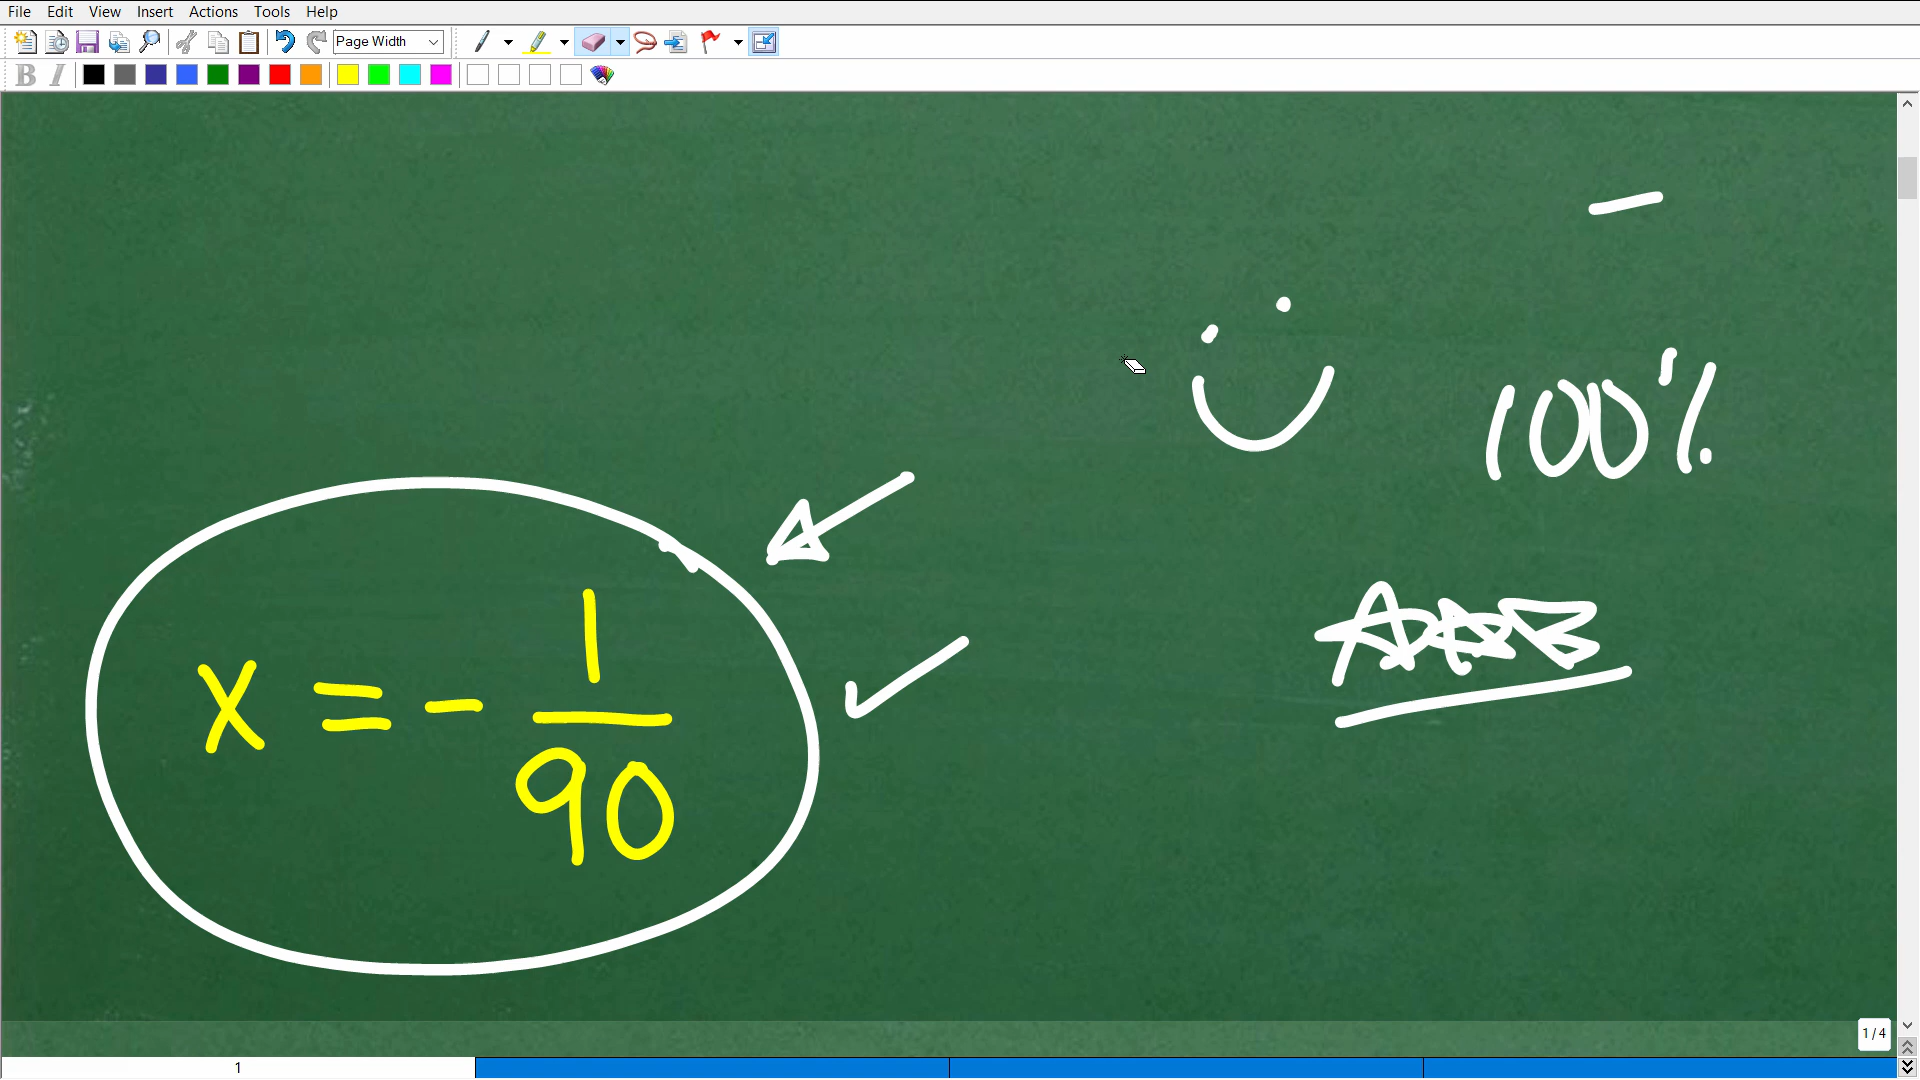 File Edit View Insert Actions Tools Help
Page Width
B I
100%
x = - 1/90
1 / 4
1